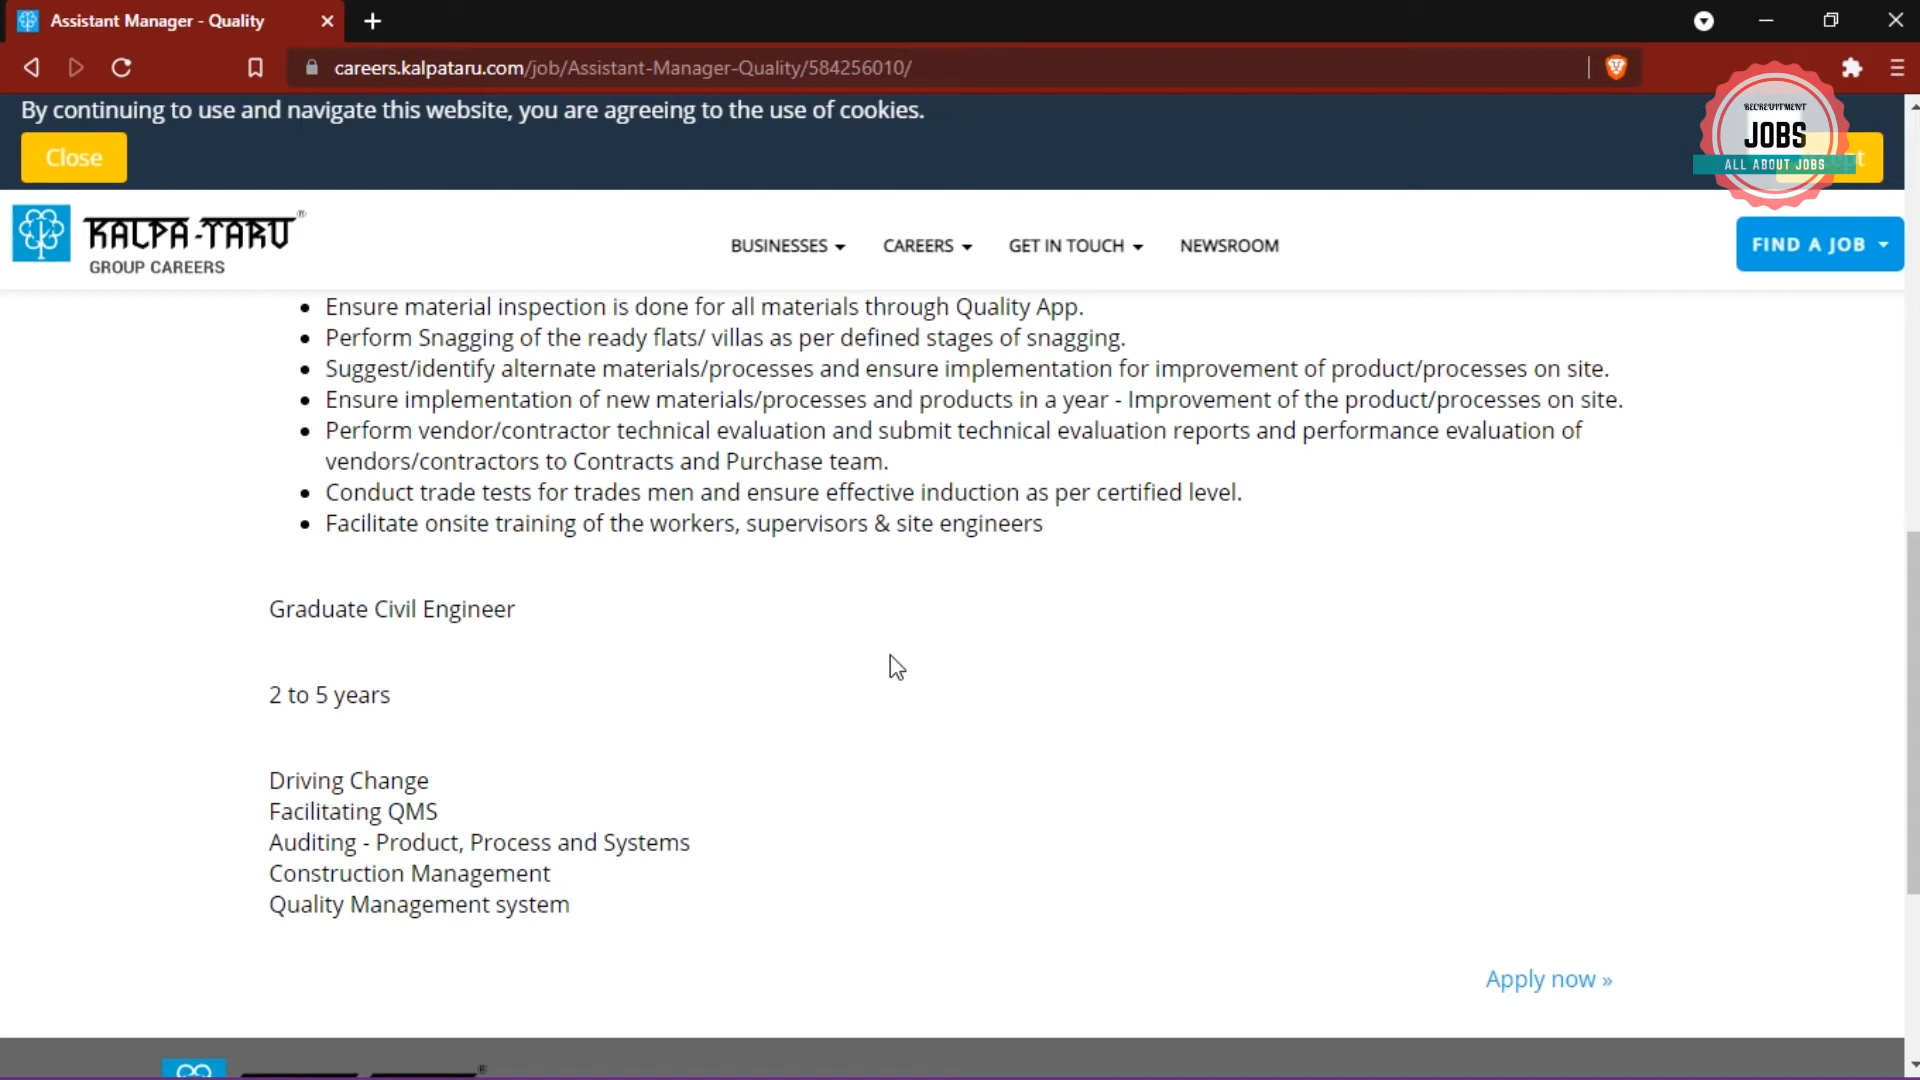 Assistant Manager - Quality
careers.kalpataru.com/job/Assistant-Manager-Quality/584256010/
By continuing to use and navigate this website, you are agreeing to the use of cookies.
Close
RECREUITMENT
JOBS
ALL ABOUT JOBS
KALPA-TARU®
GROUP CAREERS
BUSINESSES
CAREERS
GET IN TOUCH
NEWSROOM
FIND A JOB
• Ensure material inspection is done for all materials through Quality App.
• Perform Snagging of the ready flats/ villas as per defined stages of snagging.
• Suggest/identify alternate materials/processes and ensure implementation for improvement of product/processes on site.
• Ensure implementation of new materials/processes and products in a year - Improvement of the product/processes on site.
• Perform vendor/contractor technical evaluation and submit technical evaluation reports and performance evaluation of
vendors/contractors to Contracts and Purchase team.
• Conduct trade tests for trades men and ensure effective induction as per certified level.
• Facilitate onsite training of the workers, supervisors & site engineers
Graduate Civil Engineer
2 to 5 years
Driving Change
Facilitating QMS
Auditing - Product, Process and Systems
Construction Management
Quality Management system
Apply now »